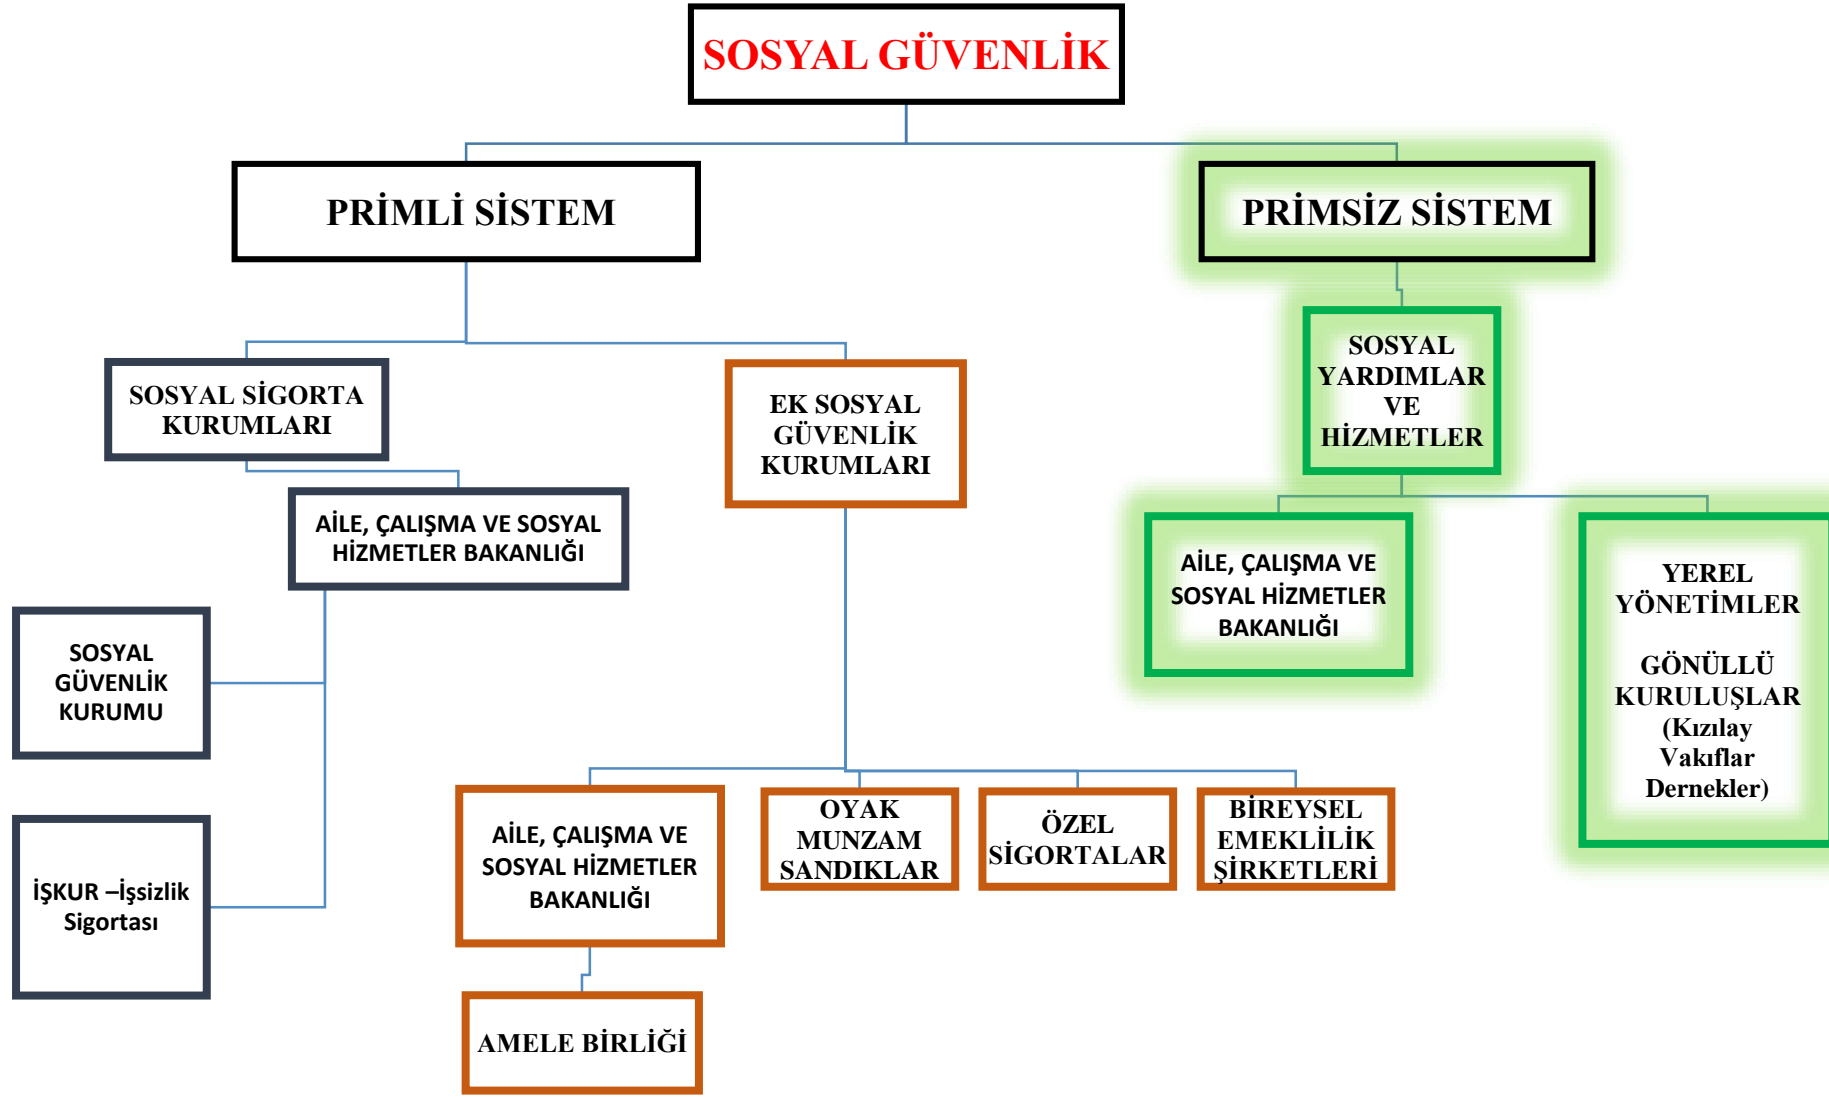 SOSYAL GÜVENLİK
PRİMLİ SİSTEM
PRİMSİZ SİSTEM
SOSYAL SİGORTA
KURUMLARI
EK SOSYAL
GÜVENLİK
KURUMLARI
SOSYAL
YARDIMLAR
VE
HİZMETLER
AİLE, ÇALIŞMA VE SOSYAL
HİZMETLER BAKANLIĞI
AİLE, ÇALIŞMA VE
SOSYAL HİZMETLER
BAKANLIĞI
YEREL
YÖNETİMLER
GÖNÜLLÜ
KURULUŞLAR
(Kızılay
Vakıflar
Dernekler)
SOSYAL
GÜVENLİK
KURUMU
İŞKUR –İşsizlik
Sigortası
AİLE, ÇALIŞMA VE
SOSYAL HİZMETLER
BAKANLIĞI
OYAK
MUNZAM
SANDIKLAR
ÖZEL
SİGORTALAR
BİREYSEL
EMEKLİLİK
ŞİRKETLERİ
AMELE BİRLİĞİ